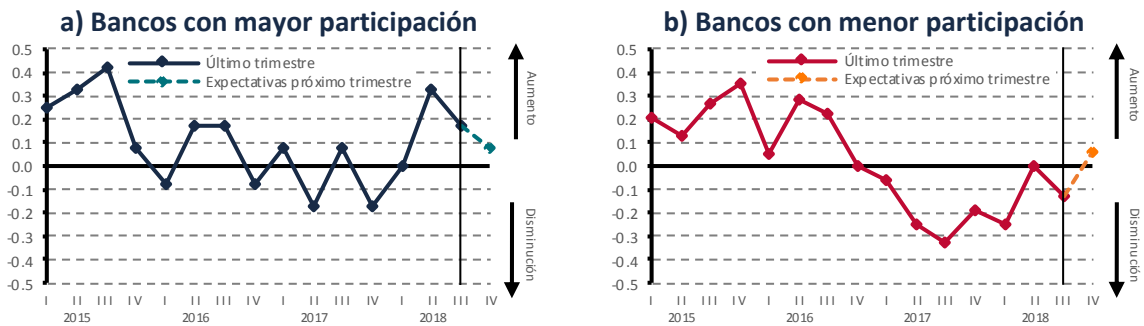 a) Bancos con mayor participación
0.5
0.4
0.3
0.2
0.1
0.0
-0.1
-0.2
-0.3
-0.4
-0.5
Último trimestre
Expectativas próximo trimestre
Aumento
Disminución
I II III IV I II III IV I II III IV I II III IV
2015 2016 2017 2018
b) Bancos con menor participación
0.5
0.4
0.3
0.2
0.1
0.0
-0.1
-0.2
-0.3
-0.4
-0.5
Último trimestre
Expectativas próximo trimestre
Aumento
Disminución
I II III IV I II III IV I II III IV I II III IV
2015 2016 2017 2018